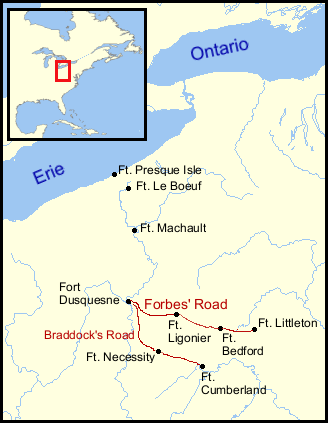 Ontario
Erie
Ft. Presque Isle
Ft. Le Boeuf
Ft. Machault
Fort
Dusquesne
Forbes' Road
Ft.
Ligonier
Ft. Littleton
Braddock's Road
Ft.
Bedford
Ft. Necessity
Ft.
Cumberland